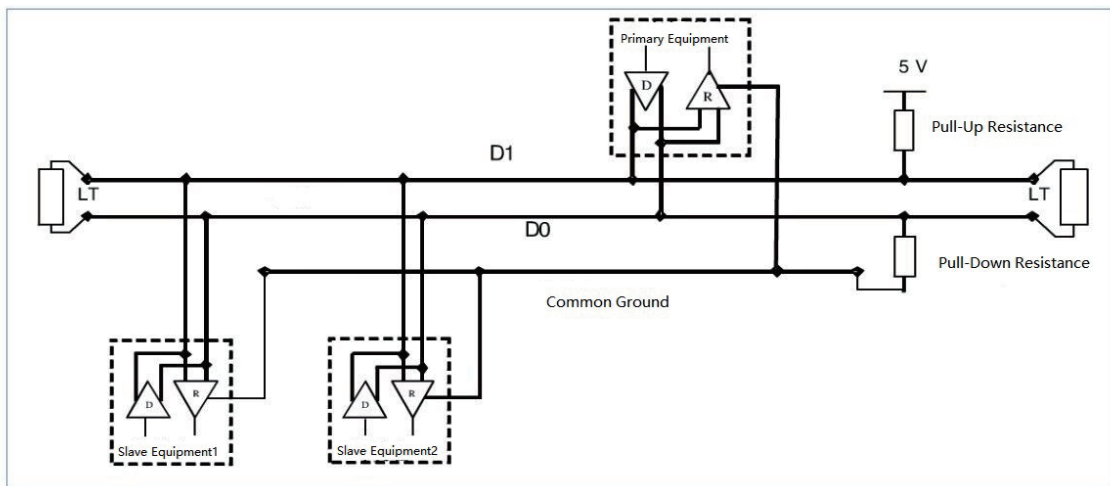 Primary Equipment
D
R
5 V
Pull-Up Resistance
D1
LT
LT
D0
Pull-Down Resistance
Common Ground
D
R
D
R
Slave Equipment1
Slave Equipment2